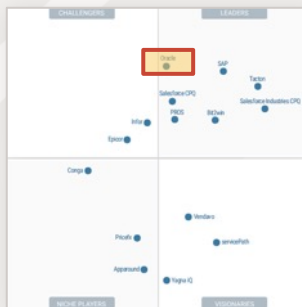 CHALLENGERS
LEADERS
Oracle
SAP
Tacton
Salesforce CPQ
Salesforce Industries CPQ
PROS
BitTwin
Infor
Epicor
Conga
Vendavo
Pricefx
servicePath
Apparound
Yagna iQ
NICHE PLAYERS
VISIONARIES